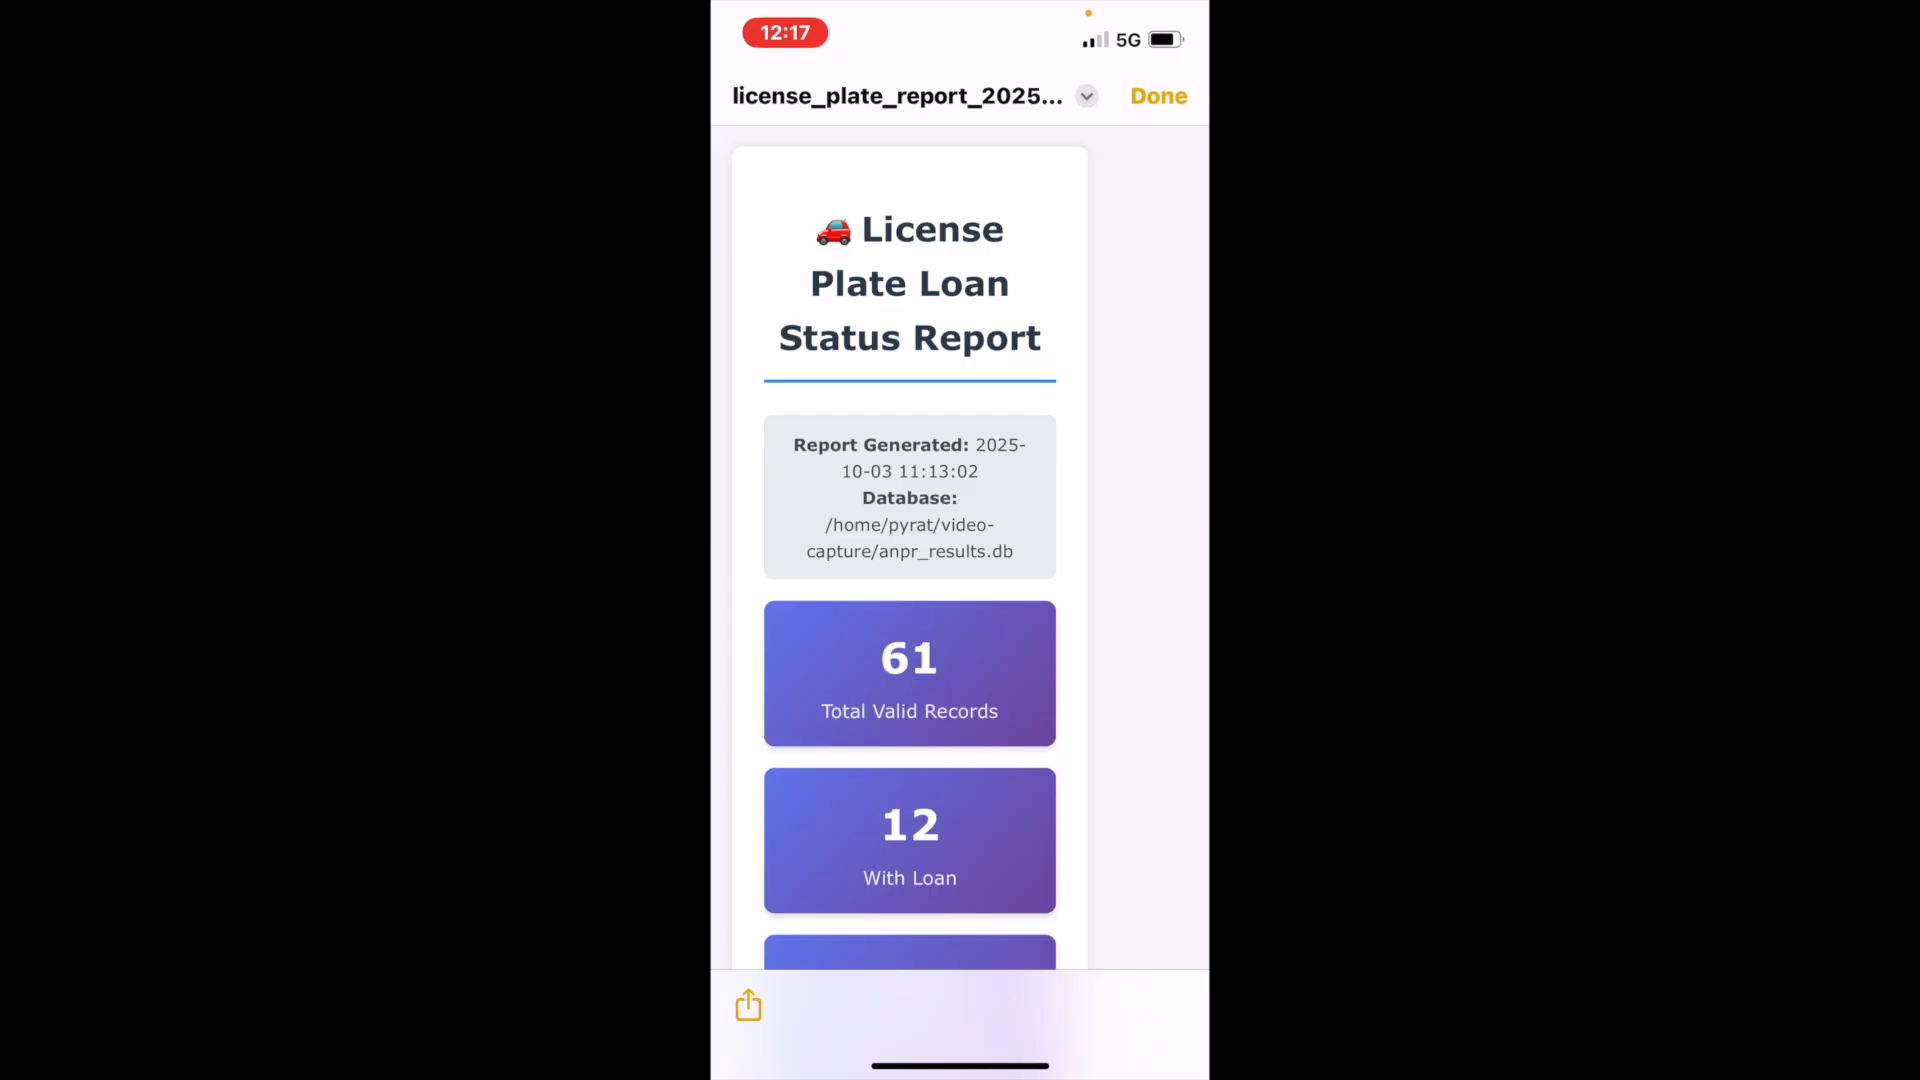 12:17
5G
license_plate_report_2025...
Done
License
Plate Loan
Status Report
Report Generated: 2025-
10-03 11:13:02
Database:
/home/pyrat/video-
capture/anpr_results.db
61
Total Valid Records
12
With Loan